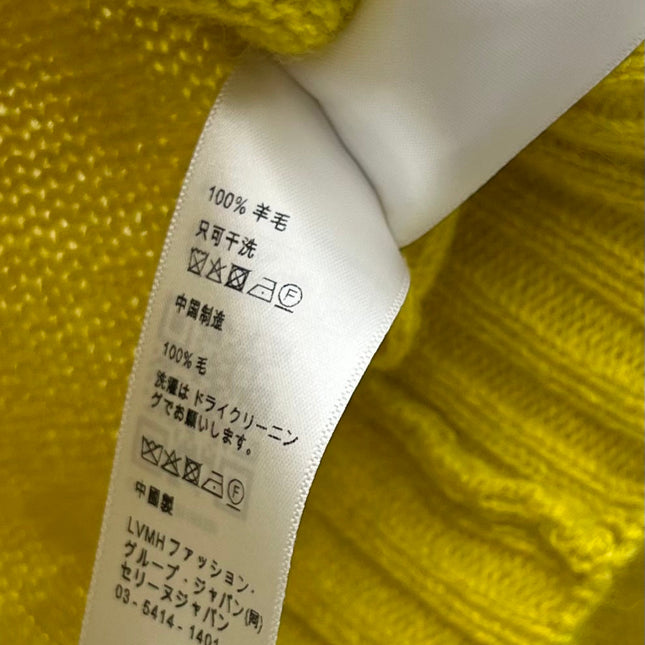 100% 羊毛
只可干洗
F
中国制造
100% 毛
洗濯は ドライクリーニン
グでお願いします。
F
中国製
LVMHファッション・
グループ・ジャパン(同)
セリーヌジャパン
03-5414-1401